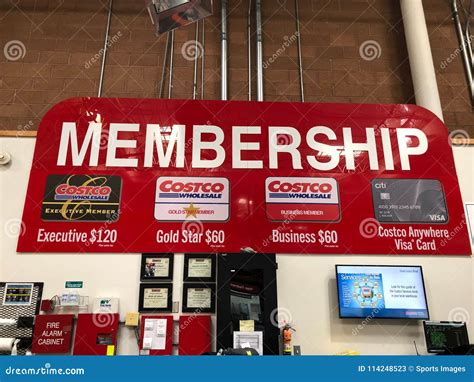 MEMBERSHIP
COSTCO
WHOLESALE
Executive Member
COSTCO
WHOLESALE
GOLD STAR MEMBER
COSTCO
WHOLESALE
BUSINESS MEMBER
citi
VISA
Executive $120
Gold Star $60
Business $60
Costco Anywhere
Visa® Card
FIRE
ALARM
CABINET
dreamstime.com
ID 114248523 © Sports Images